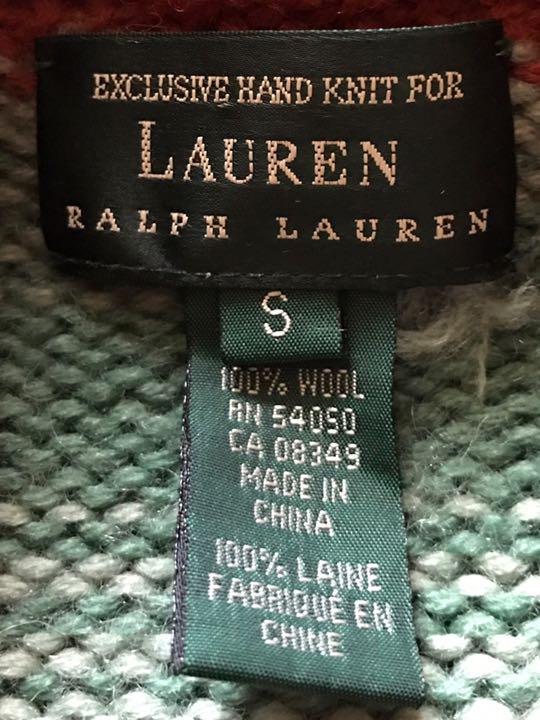 EXCLUSIVE HAND KNIT FOR
LAUREN
RALPH LAUREN
S
100% WOOL
RN 54050
CA 08349
MADE IN
CHINA
100% LAINE
FABRIQUÉ EN
CHINE